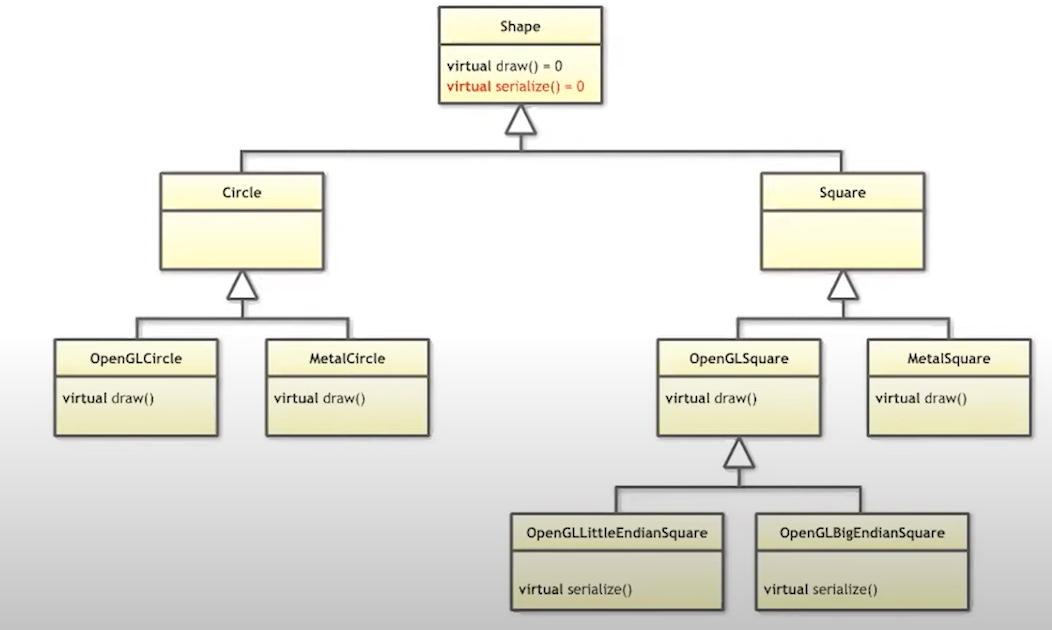 Shape
virtual draw() = 0
virtual serialize() = 0
Circle
Square
OpenGLCircle
virtual draw()
MetalCircle
virtual draw()
OpenGLSquare
virtual draw()
MetalSquare
virtual draw()
OpenGLLittleEndianSquare
virtual serialize()
OpenGLBigEndianSquare
virtual serialize()